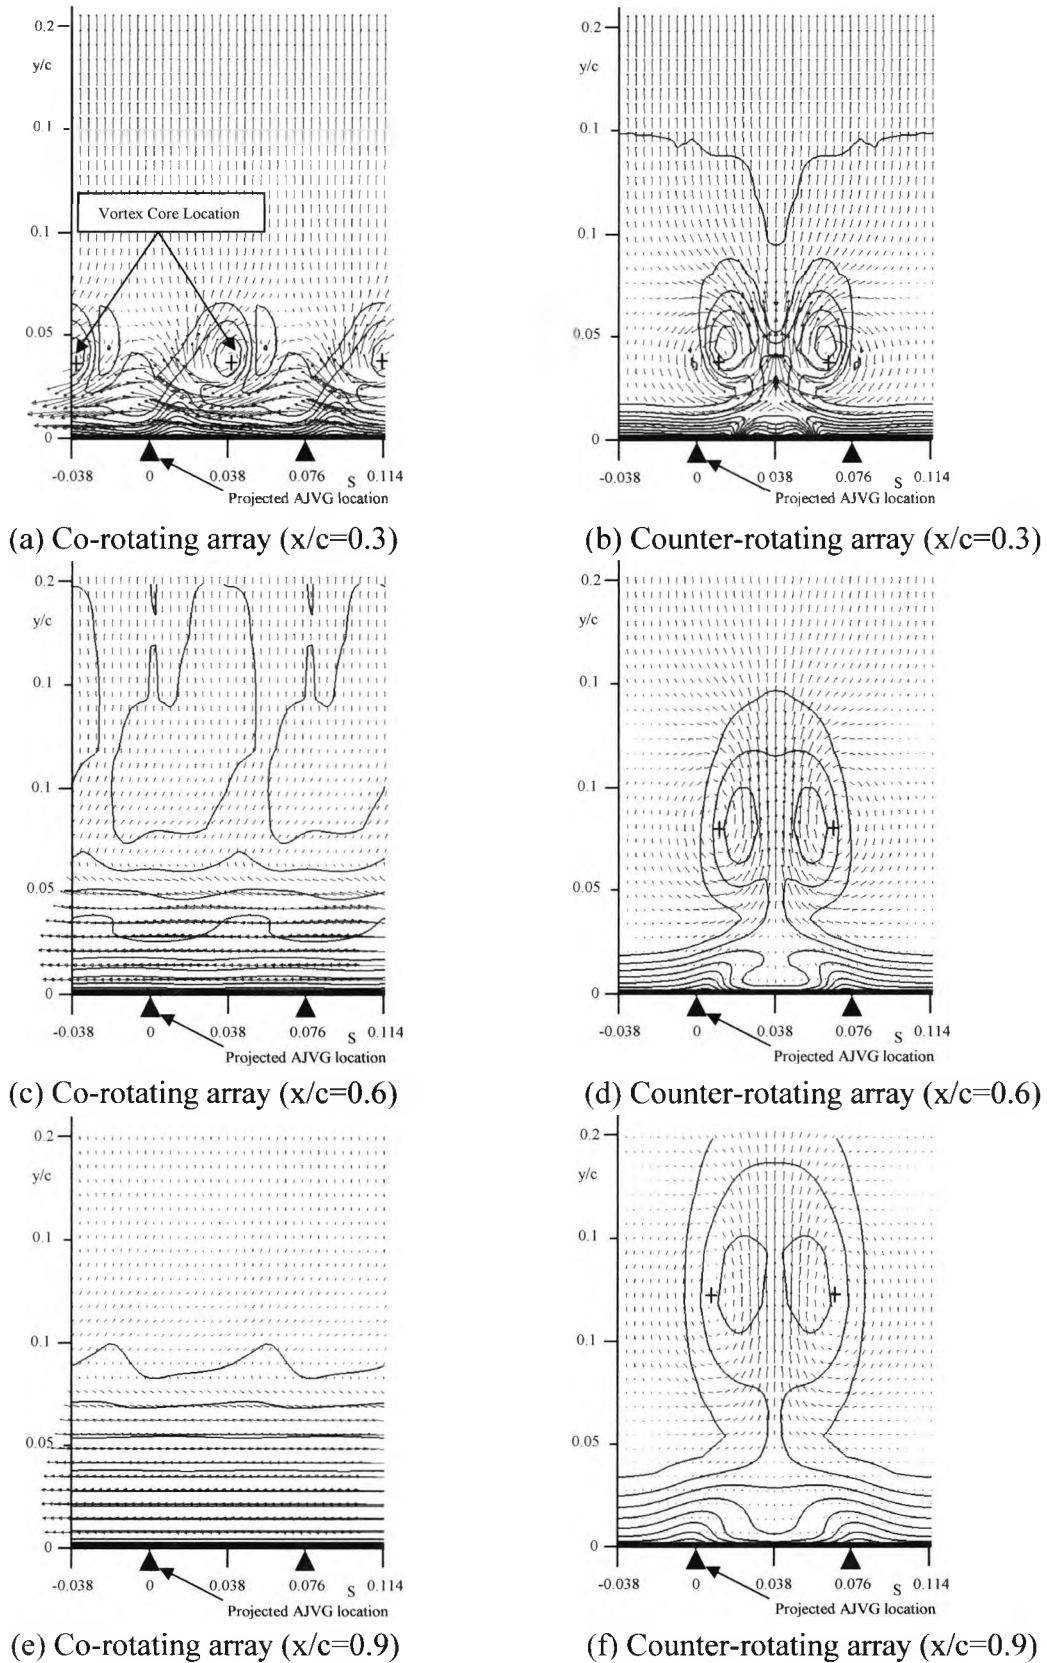 0.2
y/c
0.1
Vortex Core Location
0.1
0.05
0
-0.038 0 0.038 0.076 S 0.114
Projected AJVG location
(a) Co-rotating array (x/c=0.3)
0.2
y/c
0.1
0.1
0.05
0
-0.038 0 0.038 0.076 S 0.114
Projected AJVG location
(b) Counter-rotating array (x/c=0.3)
0.2
y/c
0.1
0.1
0.05
0
-0.038 0 0.038 0.076 S 0.114
Projected AJVG location
(c) Co-rotating array (x/c=0.6)
0.2
y/c
0.1
0.1
0.05
0
-0.038 0 0.038 0.076 S 0.114
Projected AJVG location
(d) Counter-rotating array (x/c=0.6)
0.2
y/c
0.1
0.1
0.05
0
-0.038 0 0.038 0.076 S 0.114
Projected AJVG location
(e) Co-rotating array (x/c=0.9)
0.2
y/c
0.1
0.1
0.05
0
-0.038 0 0.038 0.076 S 0.114
Projected AJVG location
(f) Counter-rotating array (x/c=0.9)